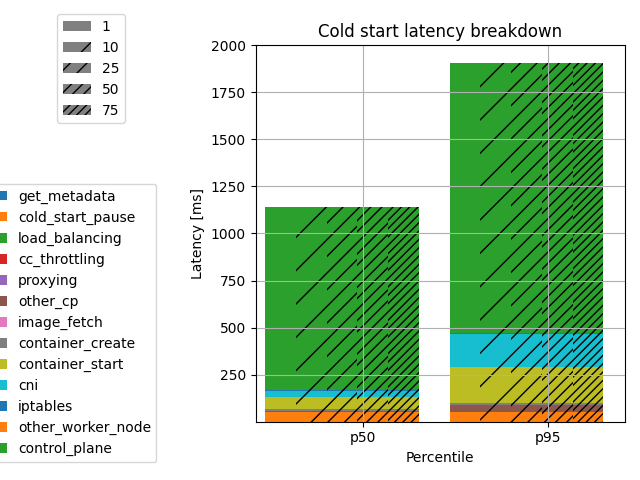 1
10
25
50
75
get_metadata
cold_start_pause
load_balancing
cc_throttling
proxying
other_cp
image_fetch
container_create
container_start
cni
iptables
other_worker_node
control_plane
Cold start latency breakdown
Latency [ms]
2000
1750
1500
1250
1000
750
500
250
p50
p95
Percentile